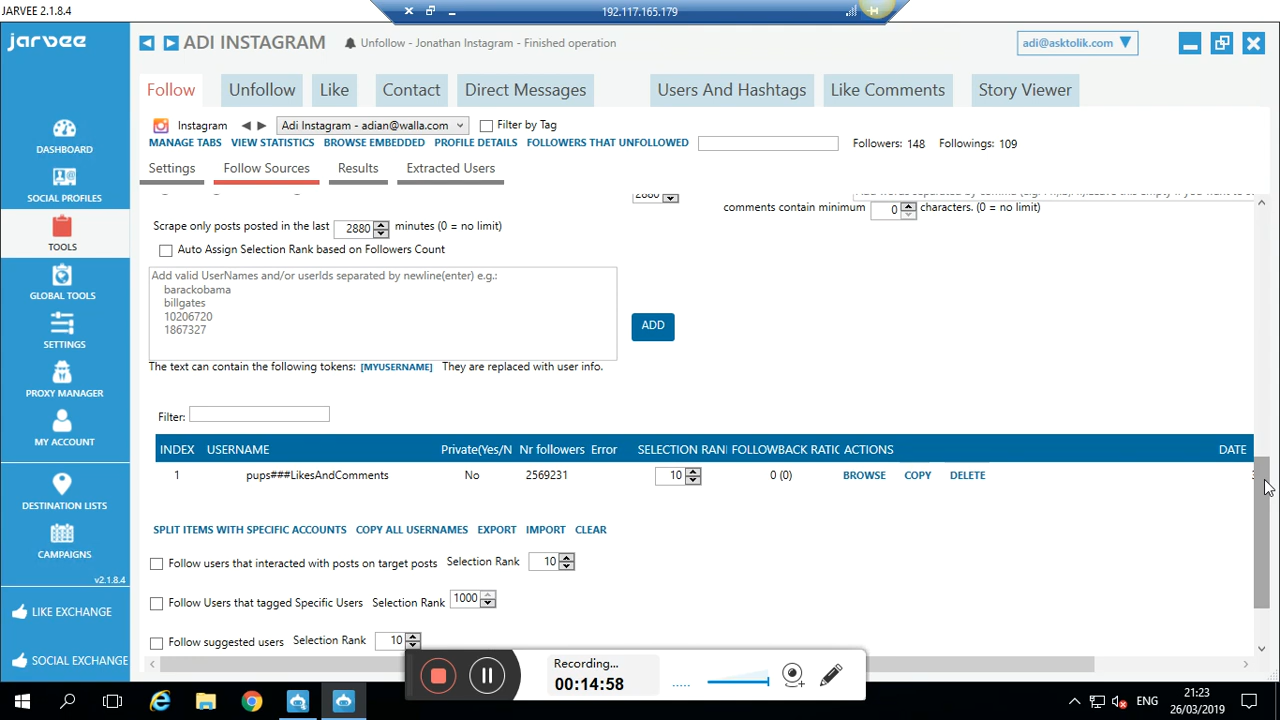 JARVEE 2.1.8.4
192.117.165.179
jarvee
ADI INSTAGRAM
Unfollow - Jonathan Instagram - Finished operation
adi@asktolik.com
Follow
Unfollow
Like
Contact
Direct Messages
Users And Hashtags
Like Comments
Story Viewer
Instagram
Adi Instagram - adian@walla.com
Filter by Tag
MANAGE TABS
VIEW STATISTICS
BROWSE EMBEDDED
PROFILE DETAILS
FOLLOWERS THAT UNFOLLOWED
Followers: 148
Followings: 109
Settings
Follow Sources
Results
Extracted Users
DASHBOARD
SOCIAL PROFILES
TOOLS
GLOBAL TOOLS
SETTINGS
PROXY MANAGER
MY ACCOUNT
DESTINATION LISTS
CAMPAIGNS
v2.1.8.4
LIKE EXCHANGE
SOCIAL EXCHANGE
2880
comments contain minimum 0 characters. (0 = no limit)
Scrape only posts posted in the last 2880 minutes (0 = no limit)
Auto Assign Selection Rank based on Followers Count
Add valid UserNames and/or userIds separated by newline(enter) e.g.:
barackobama
billgates
10206720
1867327
ADD
The text can contain the following tokens: [MYUSERNAME] They are replaced with user info.
Filter:
INDEX USERNAME Private(Yes/N Nr followers Error SELECTION RAN FOLLOWBACK RATIO ACTIONS DATE
1 pups###LikesAndComments No 2569231 10 0 (0) BROWSE COPY DELETE
SPLIT ITEMS WITH SPECIFIC ACCOUNTS COPY ALL USERNAMES EXPORT IMPORT CLEAR
Follow users that interacted with posts on target posts Selection Rank 10
Follow Users that tagged Specific Users Selection Rank 1000
Follow suggested users Selection Rank 10
Recording...
00:14:58
ENG
21:23
26/03/2019